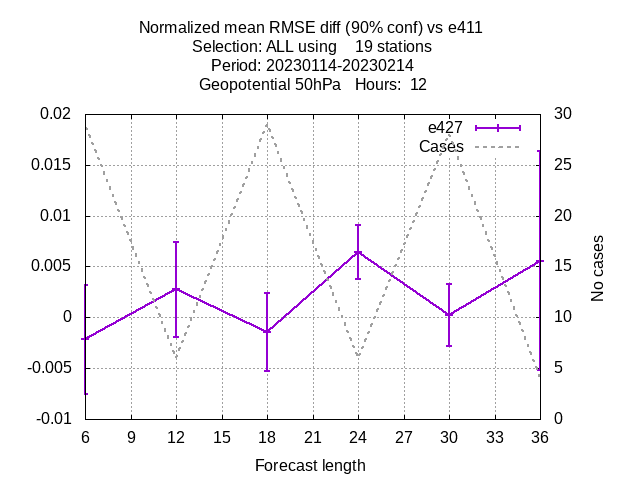 Normalized mean RMSE diff (90% conf) vs e411
Selection: ALL using    19 stations
Period: 20230114-20230214
Geopotential 50hPa   Hours:  12
0.02
0.015
0.01
0.005
0
-0.005
-0.01
30
25
20
15
10
5
0
e427
Cases
No cases
6 9 12 15 18 21 24 27 30 33 36
Forecast length